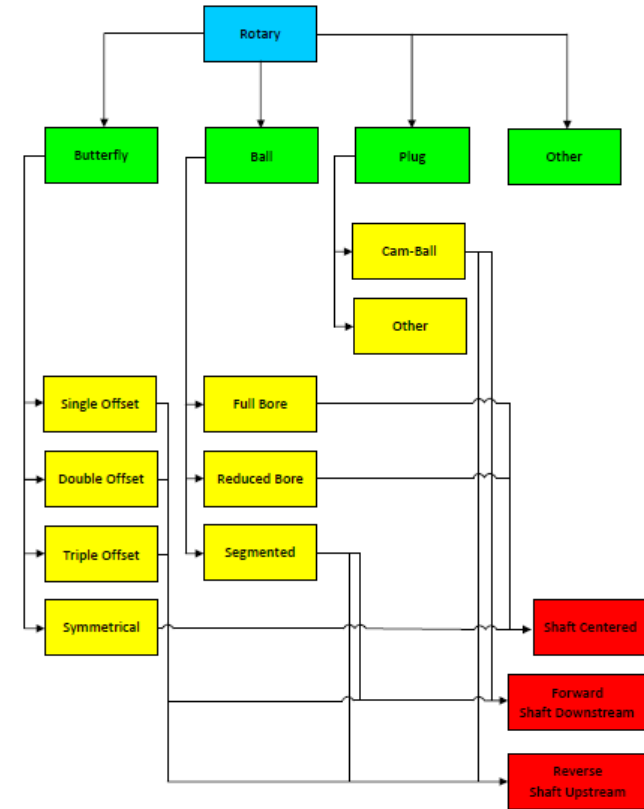 Rotary
Butterfly
Ball
Plug
Other
Cam-Ball
Other
Single Offset
Full Bore
Double Offset
Reduced Bore
Triple Offset
Segmented
Symmetrical
Shaft Centered
Forward
Shaft Downstream
Reverse
Shaft Upstream